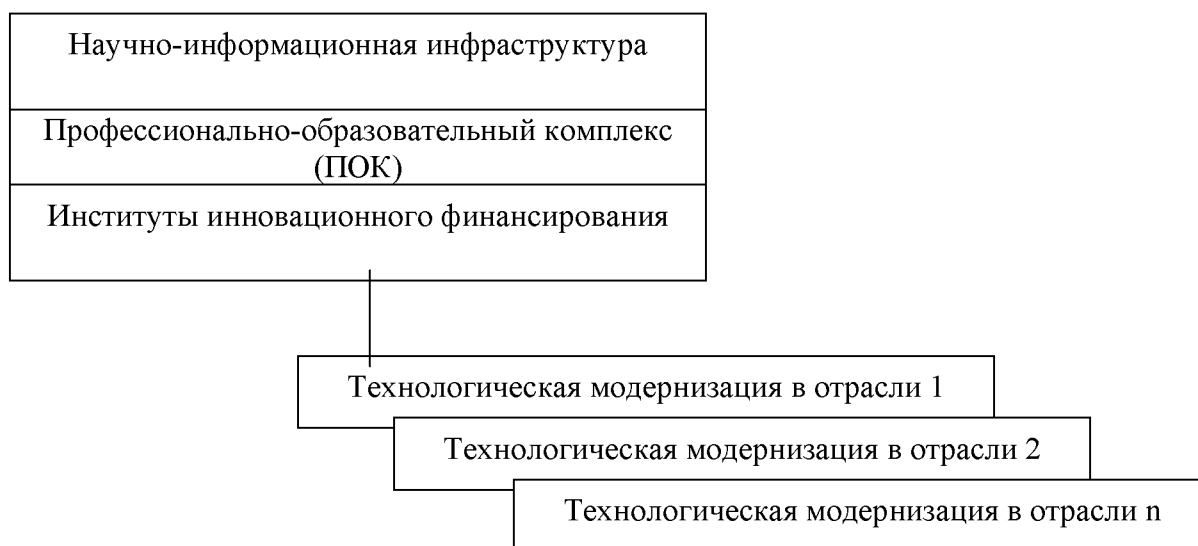 Научно-информационная инфраструктура
Профессионально-образовательный комплекс
(ПОК)
Институты инновационного финансирования
Технологическая модернизация в отрасли 1
Технологическая модернизация в отрасли 2
Технологическая модернизация в отрасли n